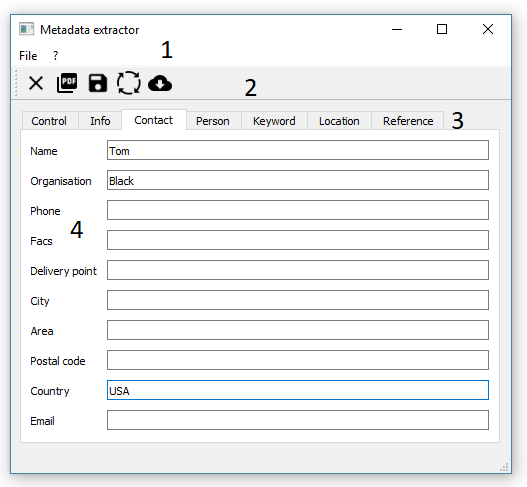 Metadata extractor
File ? 1
PDF 2
Control Info Contact Person Keyword Location Reference 3
Name Tom
Organisation Black
Phone
4
Facs
Delivery point
City
Area
Postal code
Country USA
Email